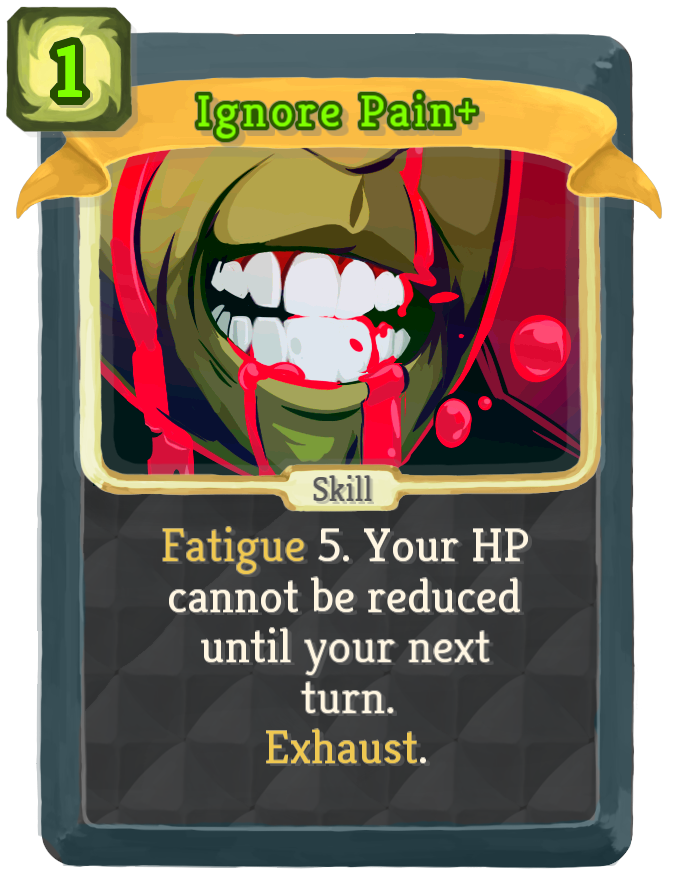 1
Ignore Pain+
Skill
Fatigue 5. Your HP
cannot be reduced
until your next
turn.
Exhaust.